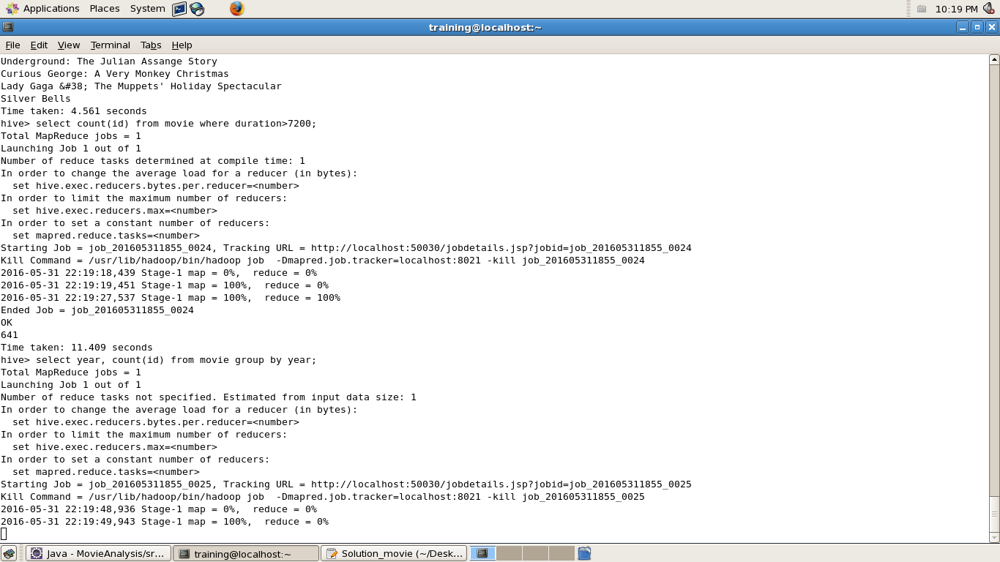 Applications Places System 10:19 PM
training@localhost:~
File Edit View Terminal Tabs Help
Underground: The Julian Assange Story
Curious George: A Very Monkey Christmas
Lady Gaga &#38; The Muppets' Holiday Spectacular
Silver Bells
Time taken: 4.561 seconds
hive> select count(id) from movie where duration>7200;
Total MapReduce jobs = 1
Launching Job 1 out of 1
Number of reduce tasks determined at compile time: 1
In order to change the average load for a reducer (in bytes):
  set hive.exec.reducers.bytes.per.reducer=<number>
In order to limit the maximum number of reducers:
  set hive.exec.reducers.max=<number>
In order to set a constant number of reducers:
  set mapred.reduce.tasks=<number>
Starting Job = job_201605311855_0024, Tracking URL = http://localhost:50030/jobdetails.jsp?jobid=job_201605311855_0024
Kill Command = /usr/lib/hadoop/bin/hadoop job  -Dmapred.job.tracker=localhost:8021 -kill job_201605311855_0024
2016-05-31 22:19:18,439 Stage-1 map = 0%,  reduce = 0%
2016-05-31 22:19:19,451 Stage-1 map = 100%,  reduce = 0%
2016-05-31 22:19:27,537 Stage-1 map = 100%,  reduce = 100%
Ended Job = job_201605311855_0024
OK
641
Time taken: 11.409 seconds
hive> select year, count(id) from movie group by year;
Total MapReduce jobs = 1
Launching Job 1 out of 1
Number of reduce tasks not specified. Estimated from input data size: 1
In order to change the average load for a reducer (in bytes):
  set hive.exec.reducers.bytes.per.reducer=<number>
In order to limit the maximum number of reducers:
  set hive.exec.reducers.max=<number>
In order to set a constant number of reducers:
  set mapred.reduce.tasks=<number>
Starting Job = job_201605311855_0025, Tracking URL = http://localhost:50030/jobdetails.jsp?jobid=job_201605311855_0025
Kill Command = /usr/lib/hadoop/bin/hadoop job  -Dmapred.job.tracker=localhost:8021 -kill job_201605311855_0025
2016-05-31 22:19:48,936 Stage-1 map = 0%,  reduce = 0%
2016-05-31 22:19:49,943 Stage-1 map = 100%,  reduce = 0%
Java - MovieAnalysis/sr... training@localhost:~ Solution_movie (~/Desk...